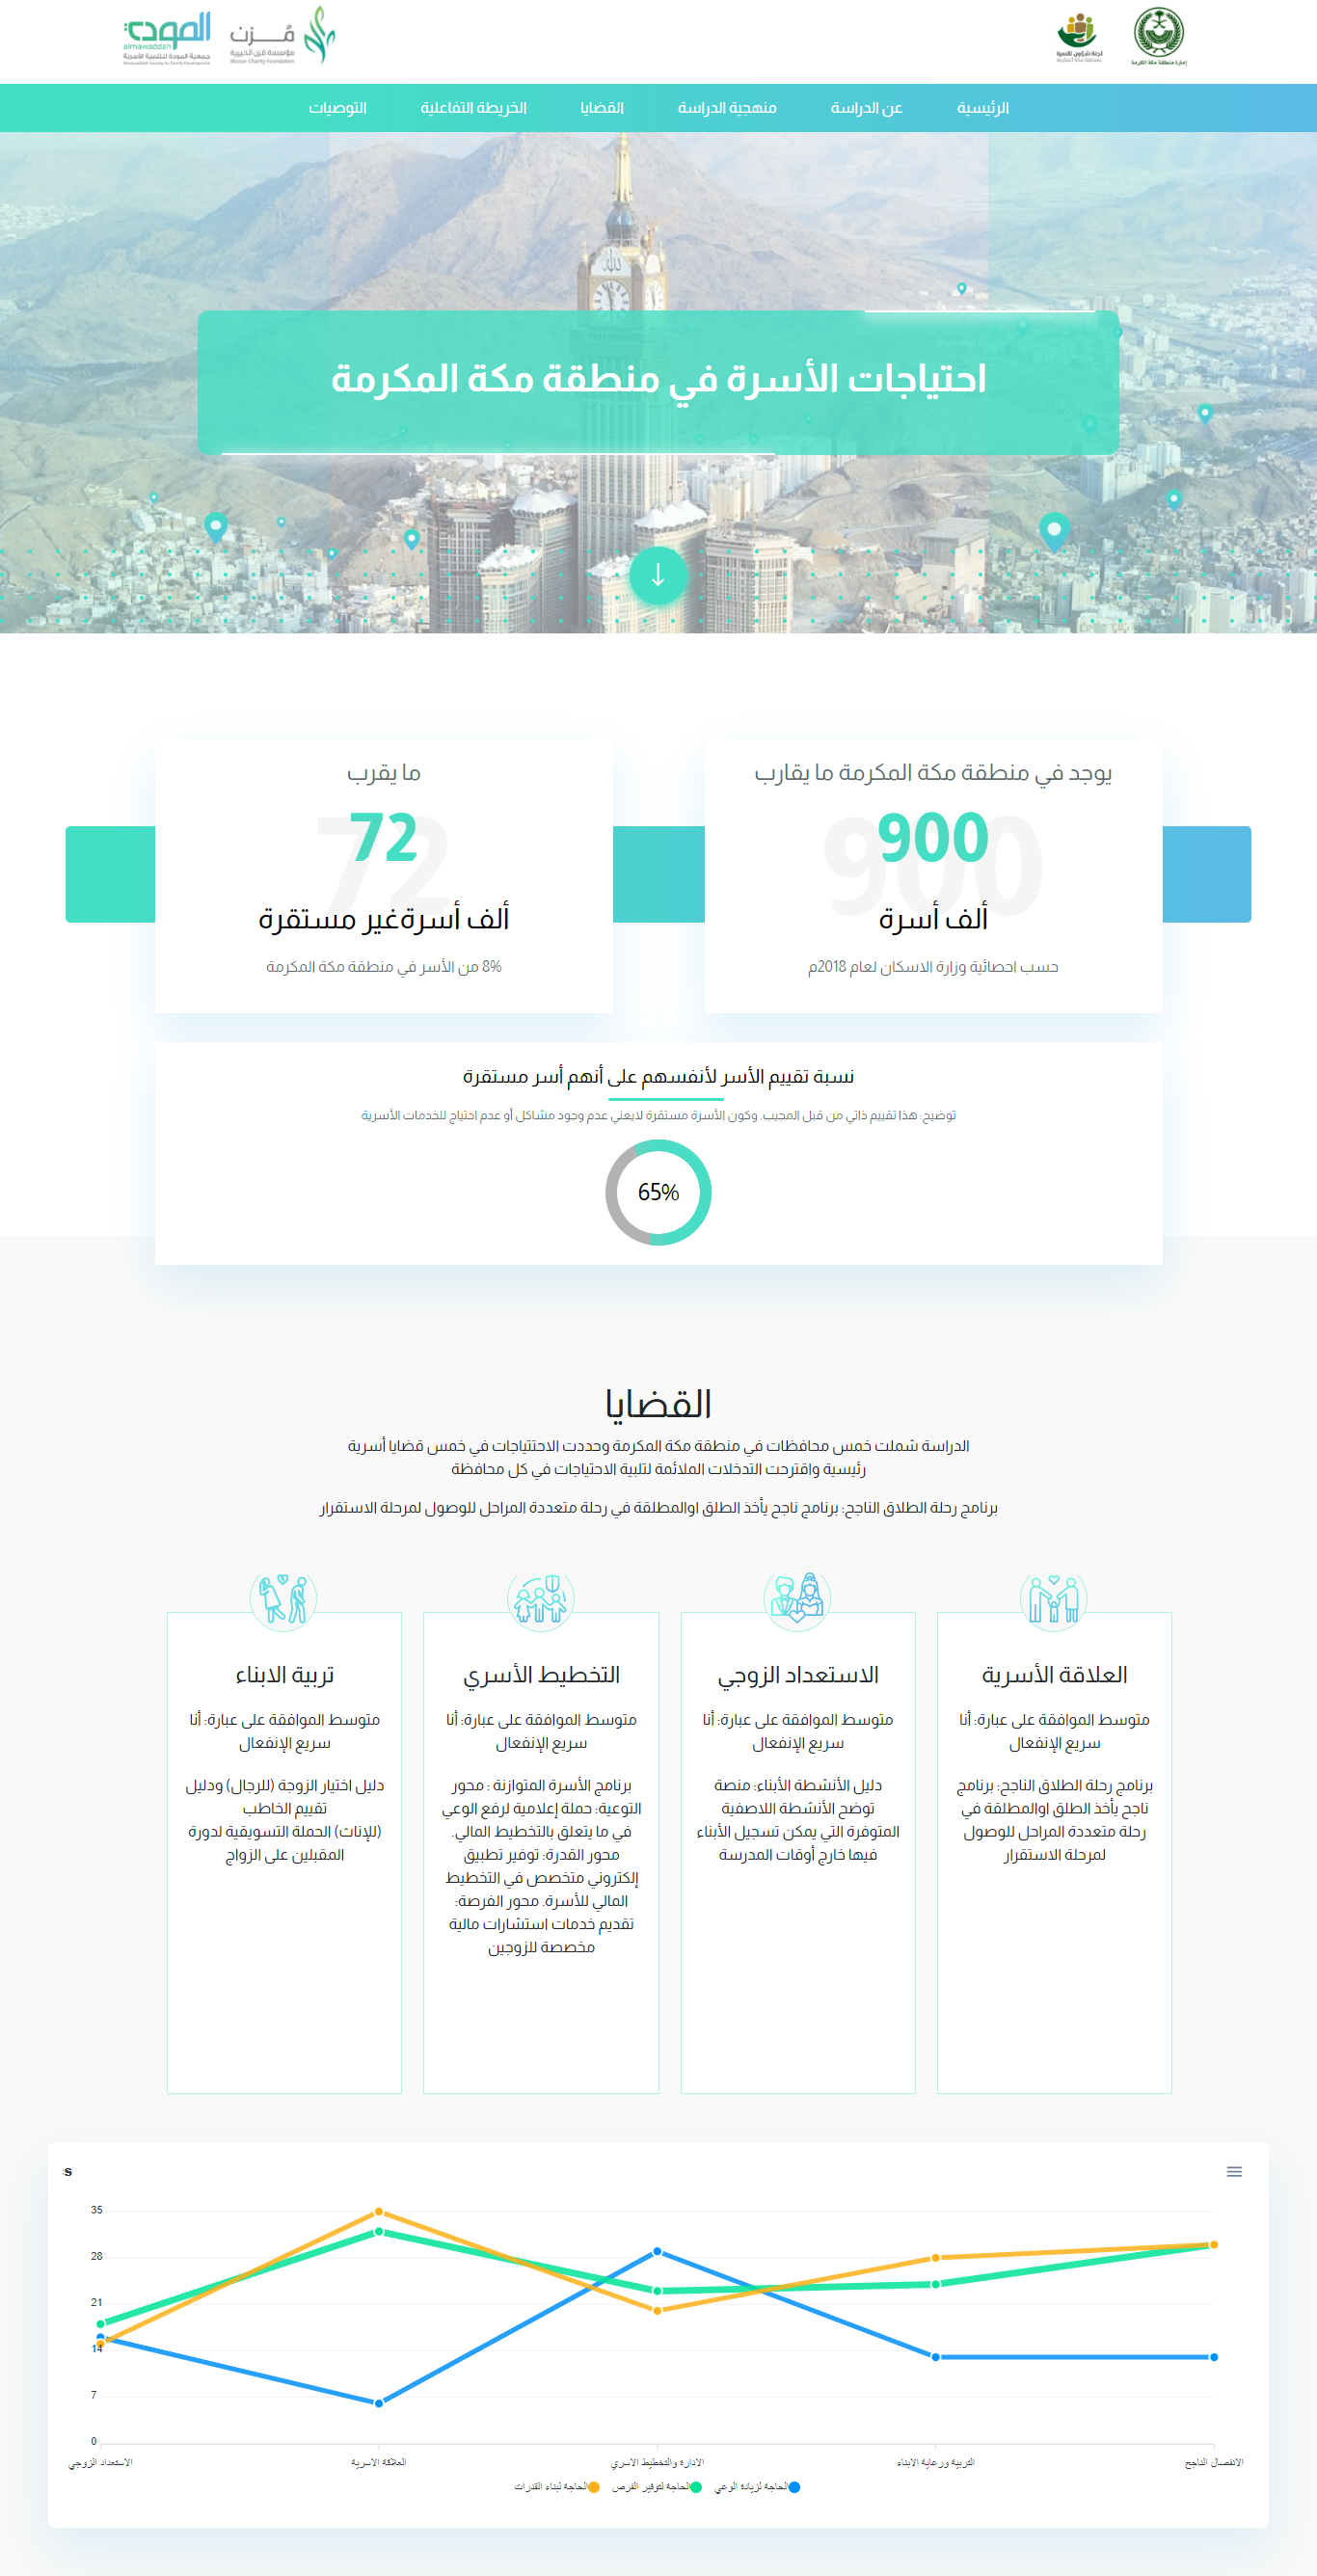 إمارة منطقة مكة المكرمة
لجنة شؤون الأسرة
مُزن
مؤسسة مُزن الخيرية
Muzun Charity Foundation
المودة
almawaddah
جمعية المودة للتنمية الأسرية
Almawaddah Society for Family Development
الرئيسية
عن الدراسة
منهجية الدراسة
القضايا
الخريطة التفاعلية
التوصيات
احتياجات الأسرة في منطقة مكة المكرمة
يوجد في منطقة مكة المكرمة ما يقارب
900
900
ألف أسرة
حسب احصائية وزارة الاسكان لعام 2018م
ما يقرب
72
72
ألف أسرةغير مستقرة
8% من الأسر في منطقة مكة المكرمة
نسبة تقييم الأسر لأنفسهم على أنهم أسر مستقرة
توضيح: هذا تقييم ذاتي من قبل المجيب. وكون الأسرة مستقرة لايعني عدم وجود مشاكل أو عدم احتياج للخدمات الأسرية
65%
القضايا
الدراسة شملت خمس محافظات في منطقة مكة المكرمة وحددت الاحتتياجات في خمس قضايا أسرية
رئيسية واقترحت التدخلات الملائمة لتلبية الاحتياجات في كل محافظة
برنامج رحلة الطلاق الناجح: برنامج ناجح يأخذ الطلق اوالمطلقة في رحلة متعددة المراحل للوصول لمرحلة الاستقرار
العلاقة الأسرية
متوسط الموافقة على عبارة: أنا
سريع الإنفعال
برنامج رحلة الطلاق الناجح: برنامج
ناجح يأخذ الطلق اوالمطلقة في
رحلة متعددة المراحل للوصول
لمرحلة الاستقرار
الاستعداد الزوجي
متوسط الموافقة على عبارة: أنا
سريع الإنفعال
دليل الأنشطة الأبناء: منصة
توضح الأنشطة اللاصفية
المتوفرة التي يمكن تسجيل الأبناء
فيها خارج أوقات المدرسة
التخطيط الأسري
متوسط الموافقة على عبارة: أنا
سريع الإنفعال
برنامج الأسرة المتوازنة : محور
التوعية: حملة إعلامية لرفع الوعي
في ما يتعلق بالتخطيط المالي.
محور القدرة: توفير تطبيق
إلكتروني متخصص في التخطيط
المالي للأسرة. محور الفرصة:
تقديم خدمات استشارات مالية
مخصصة للزوجين
تربية الابناء
متوسط الموافقة على عبارة: أنا
سريع الإنفعال
دليل اختيار الزوجة (للرجال) ودليل
تقييم الخاطب
(للإناث) الحملة التسويقية لدورة
المقبلين على الزواج
s:
35
28
21
14
7
0
الاستعداد الزوجي
العلاقة الاسرية
الادارة والتخطيط الاسري
التربية ورعاية الابناء
الانفصال الناجح
الحاجة لزيادة الوعي
الحاجة لتوفير الفرص
الحاجة لبناء القدرات